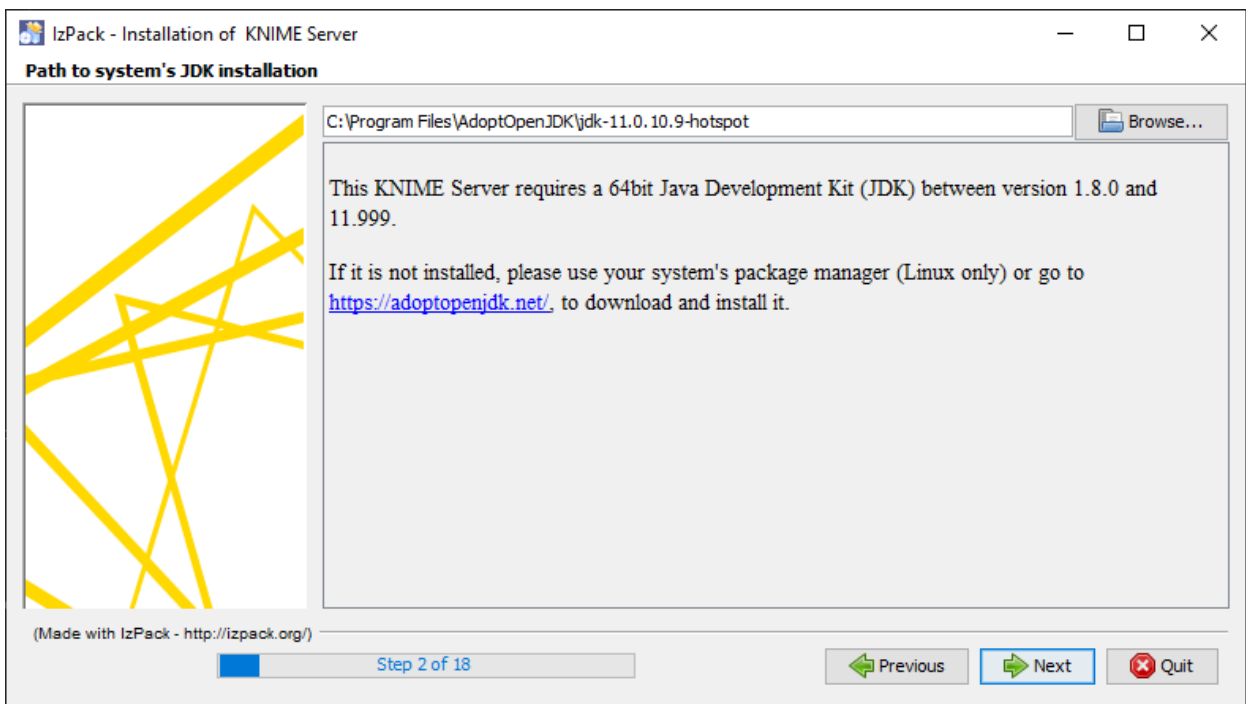 IzPack - Installation of  KNIME Server
Path to system's JDK installation
C:\Program Files\AdoptOpenJDK\jdk-11.0.10.9-hotspot
Browse...
This KNIME Server requires a 64bit Java Development Kit (JDK) between version 1.8.0 and
11.999.
If it is not installed, please use your system's package manager (Linux only) or go to
https://adoptopenjdk.net/, to download and install it.
(Made with IzPack - http://izpack.org/)
Step 2 of 18
Previous
Next
Quit